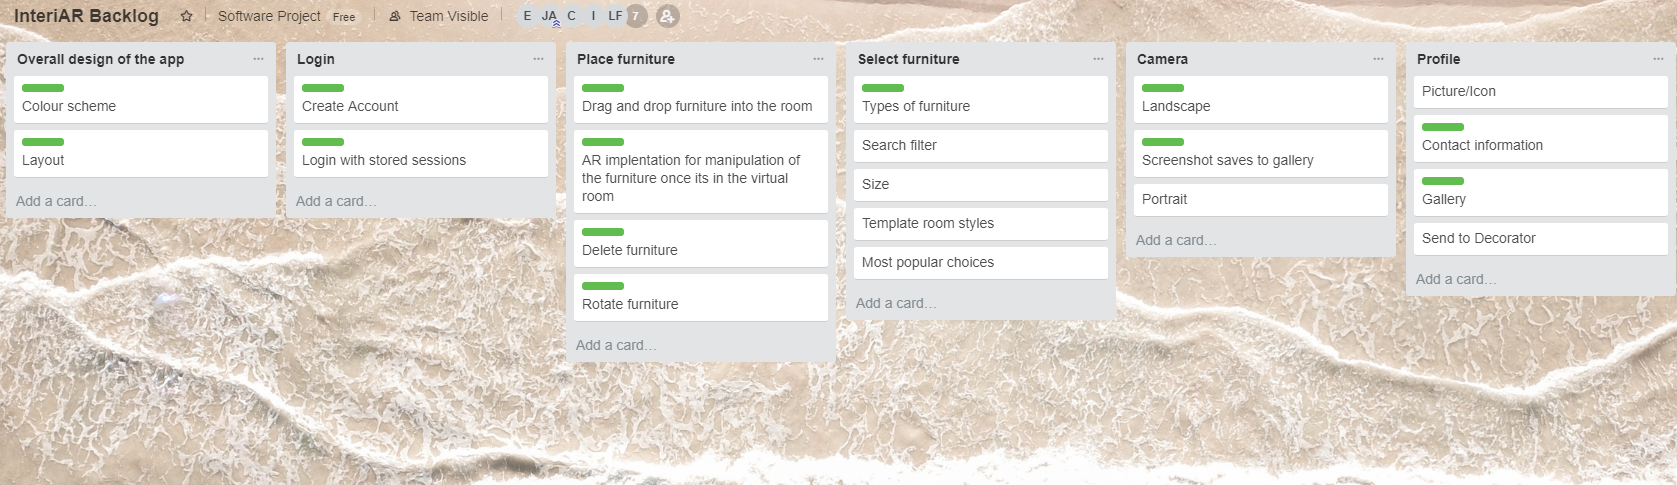 InteriAR Backlog Software Project Free Team Visible E JA C I LF 7
Overall design of the app
Colour scheme
Layout
Add a card...
Login
Create Account
Login with stored sessions
Add a card...
Place furniture
Drag and drop furniture into the room
AR implentation for manipulation of
the furniture once its in the virtual
room
Delete furniture
Rotate furniture
Add a card...
Select furniture
Types of furniture
Search filter
Size
Template room styles
Most popular choices
Add a card...
Camera
Landscape
Screenshot saves to gallery
Portrait
Add a card...
Profile
Picture/Icon
Contact information
Gallery
Send to Decorator
Add a card...